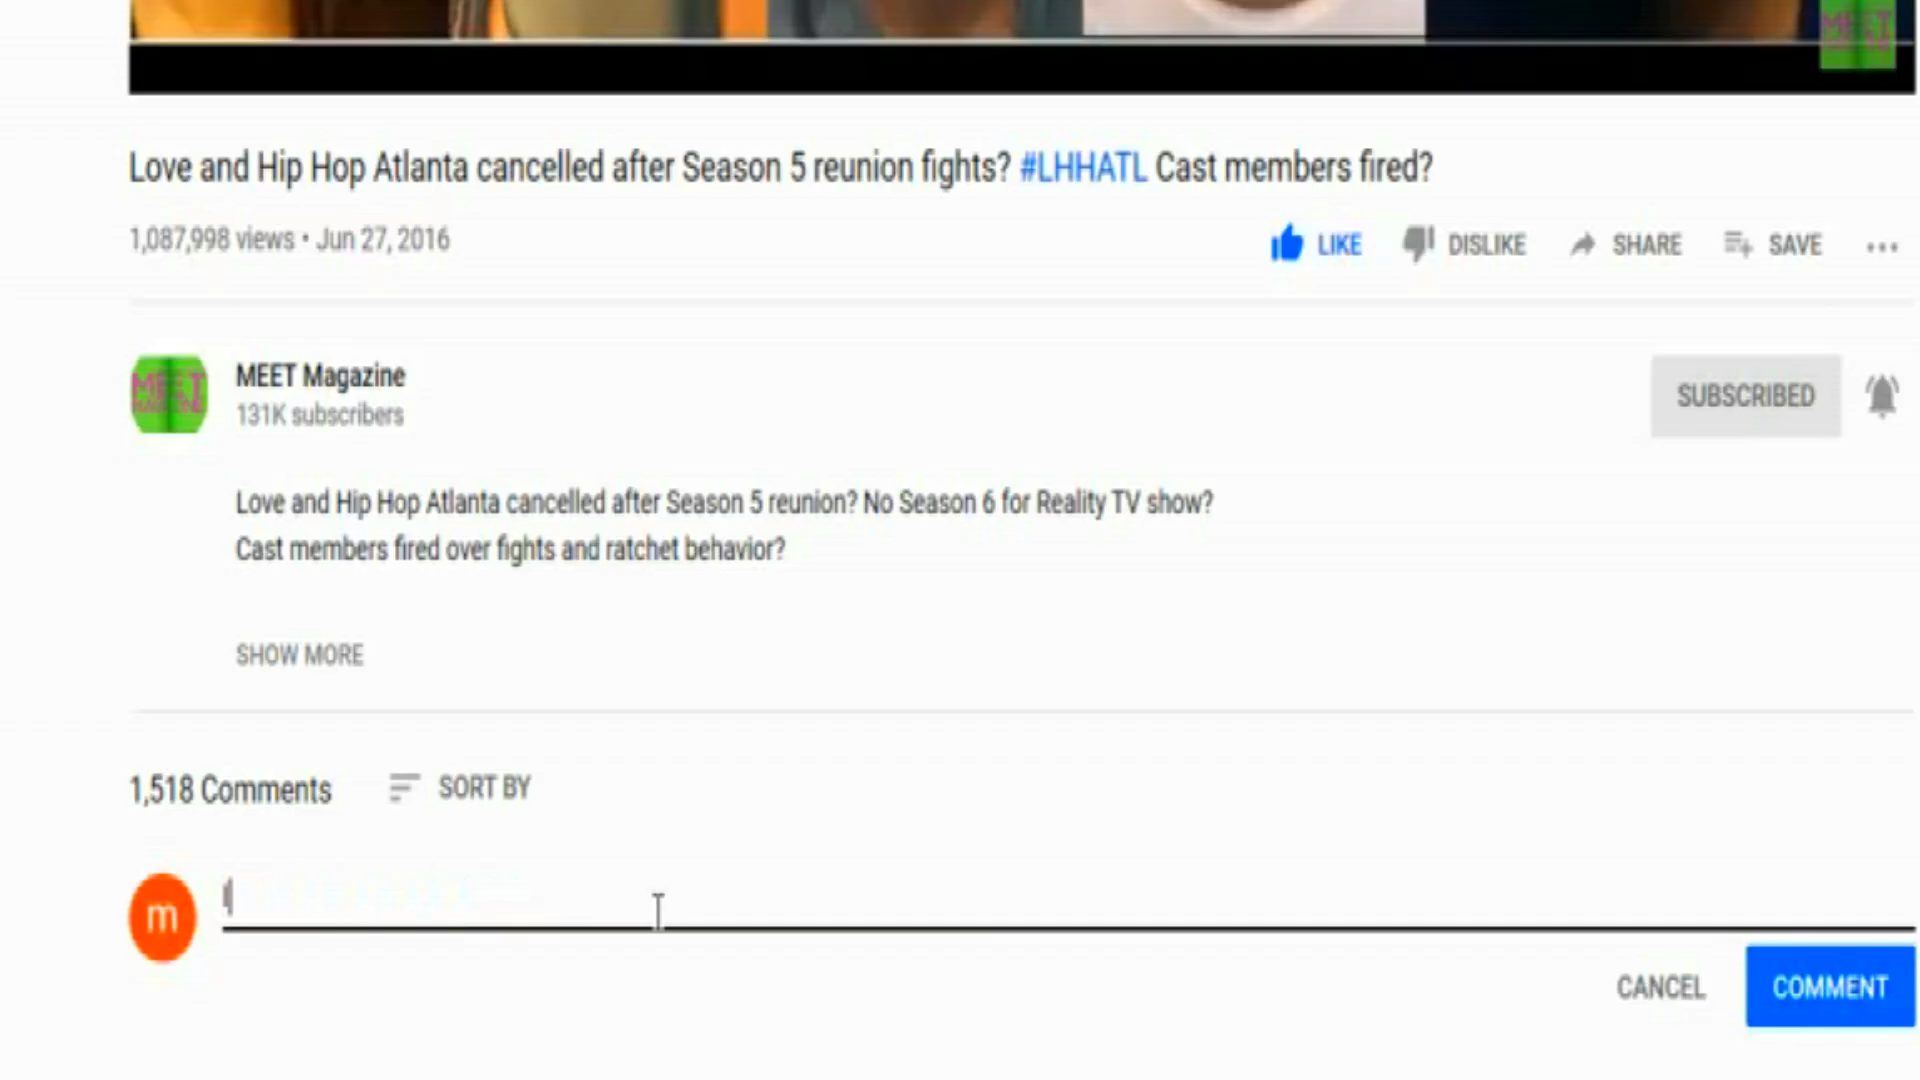 MEET
Love and Hip Hop Atlanta cancelled after Season 5 reunion fights? #LHHATL Cast members fired?
1,087,998 views • Jun 27, 2016
LIKE DISLIKE SHARE SAVE
MEET
MEET Magazine
131K subscribers
SUBSCRIBED
Love and Hip Hop Atlanta cancelled after Season 5 reunion? No Season 6 for Reality TV show?
Cast members fired over fights and ratchet behavior?
SHOW MORE
1,518 Comments SORT BY
m
CANCEL COMMENT